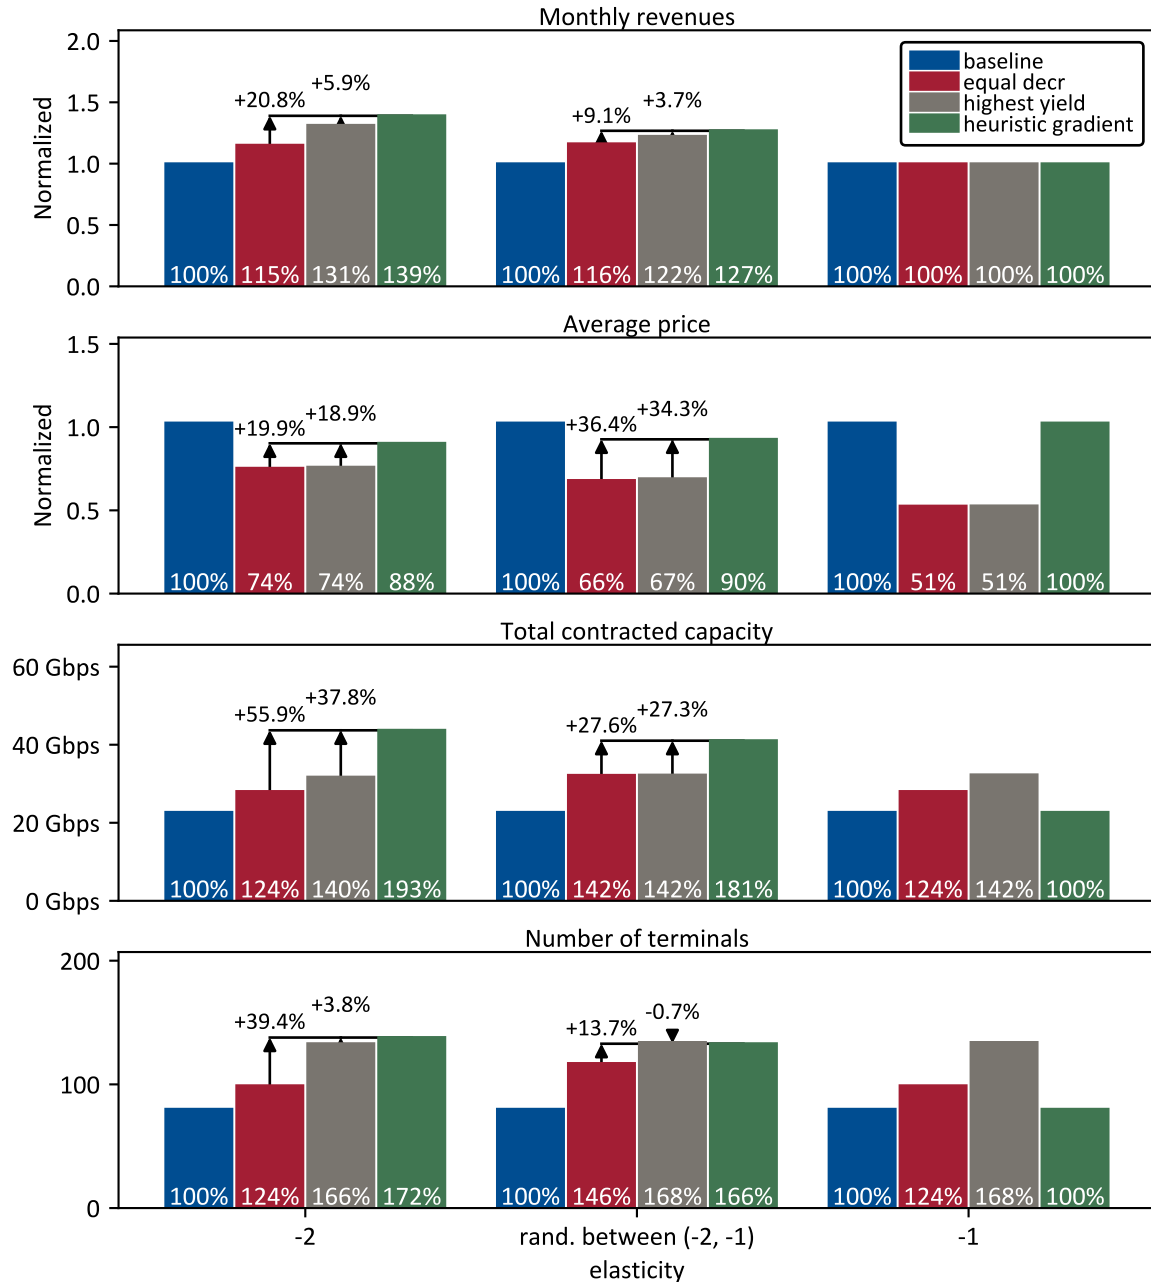 Monthly revenues
2.0
1.5
1.0
0.5
0.0
Normalized
baseline
equal decr
highest yield
heuristic gradient
+20.8%
+5.9%
+9.1%
+3.7%
100% 115% 131% 139%
100% 116% 122% 127%
100% 100% 100% 100%
Average price
1.5
1.0
0.5
0.0
Normalized
+19.9%
+18.9%
+36.4%
+34.3%
100% 74% 74% 88%
100% 66% 67% 90%
100% 51% 51% 100%
Total contracted capacity
60 Gbps
40 Gbps
20 Gbps
0 Gbps
+55.9%
+37.8%
+27.6%
+27.3%
100% 124% 140% 193%
100% 142% 142% 181%
100% 124% 142% 100%
Number of terminals
200
100
0
+39.4%
+3.8%
+13.7%
-0.7%
100% 124% 166% 172%
100% 146% 168% 166%
100% 124% 168% 100%
-2
rand. between (-2, -1)
-1
elasticity